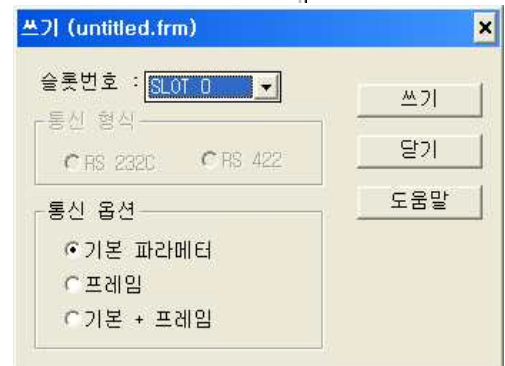 쓰기 (untitled.frm)
슬롯번호 : SLOT 0
쓰기
통신 형식
RS 232C RS 422
닫기
통신 옵션
도움말
기본 파라메터
프레임
기본 + 프레임